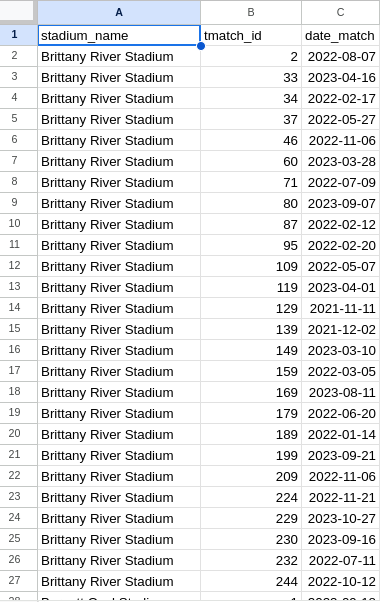 A B C
1 stadium_name tmatch_id date_match
2 Brittany River Stadium 2 2022-08-07
3 Brittany River Stadium 33 2023-04-16
4 Brittany River Stadium 34 2022-02-17
5 Brittany River Stadium 37 2022-05-27
6 Brittany River Stadium 46 2022-11-06
7 Brittany River Stadium 60 2023-03-28
8 Brittany River Stadium 71 2022-07-09
9 Brittany River Stadium 80 2023-09-07
10 Brittany River Stadium 87 2022-02-12
11 Brittany River Stadium 95 2022-02-20
12 Brittany River Stadium 109 2022-05-07
13 Brittany River Stadium 119 2023-04-01
14 Brittany River Stadium 129 2021-11-11
15 Brittany River Stadium 139 2021-12-02
16 Brittany River Stadium 149 2023-03-10
17 Brittany River Stadium 159 2022-03-05
18 Brittany River Stadium 169 2023-08-11
19 Brittany River Stadium 179 2022-06-20
20 Brittany River Stadium 189 2022-01-14
21 Brittany River Stadium 199 2023-09-21
22 Brittany River Stadium 209 2022-11-06
23 Brittany River Stadium 224 2022-11-21
24 Brittany River Stadium 229 2023-10-27
25 Brittany River Stadium 230 2023-09-16
26 Brittany River Stadium 232 2022-07-11
27 Brittany River Stadium 244 2022-10-12